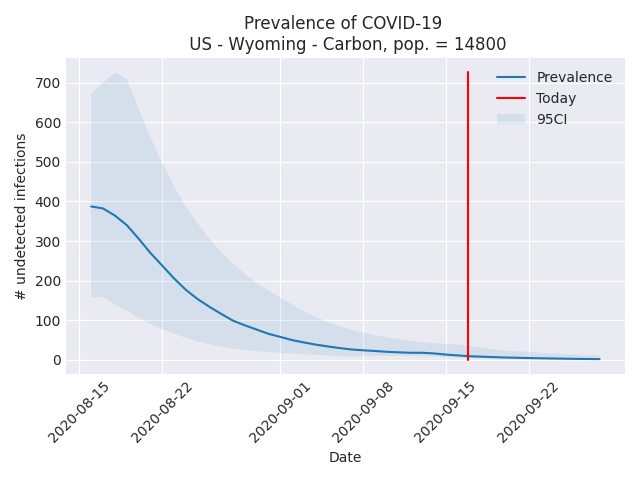 Prevalence of COVID-19
US - Wyoming - Carbon, pop. = 14800
Prevalence
Today
95CI
700
600
500
400
300
200
100
0
# undetected infections
2020-08-15
2020-08-22
2020-09-01
2020-09-08
2020-09-15
2020-09-22
Date